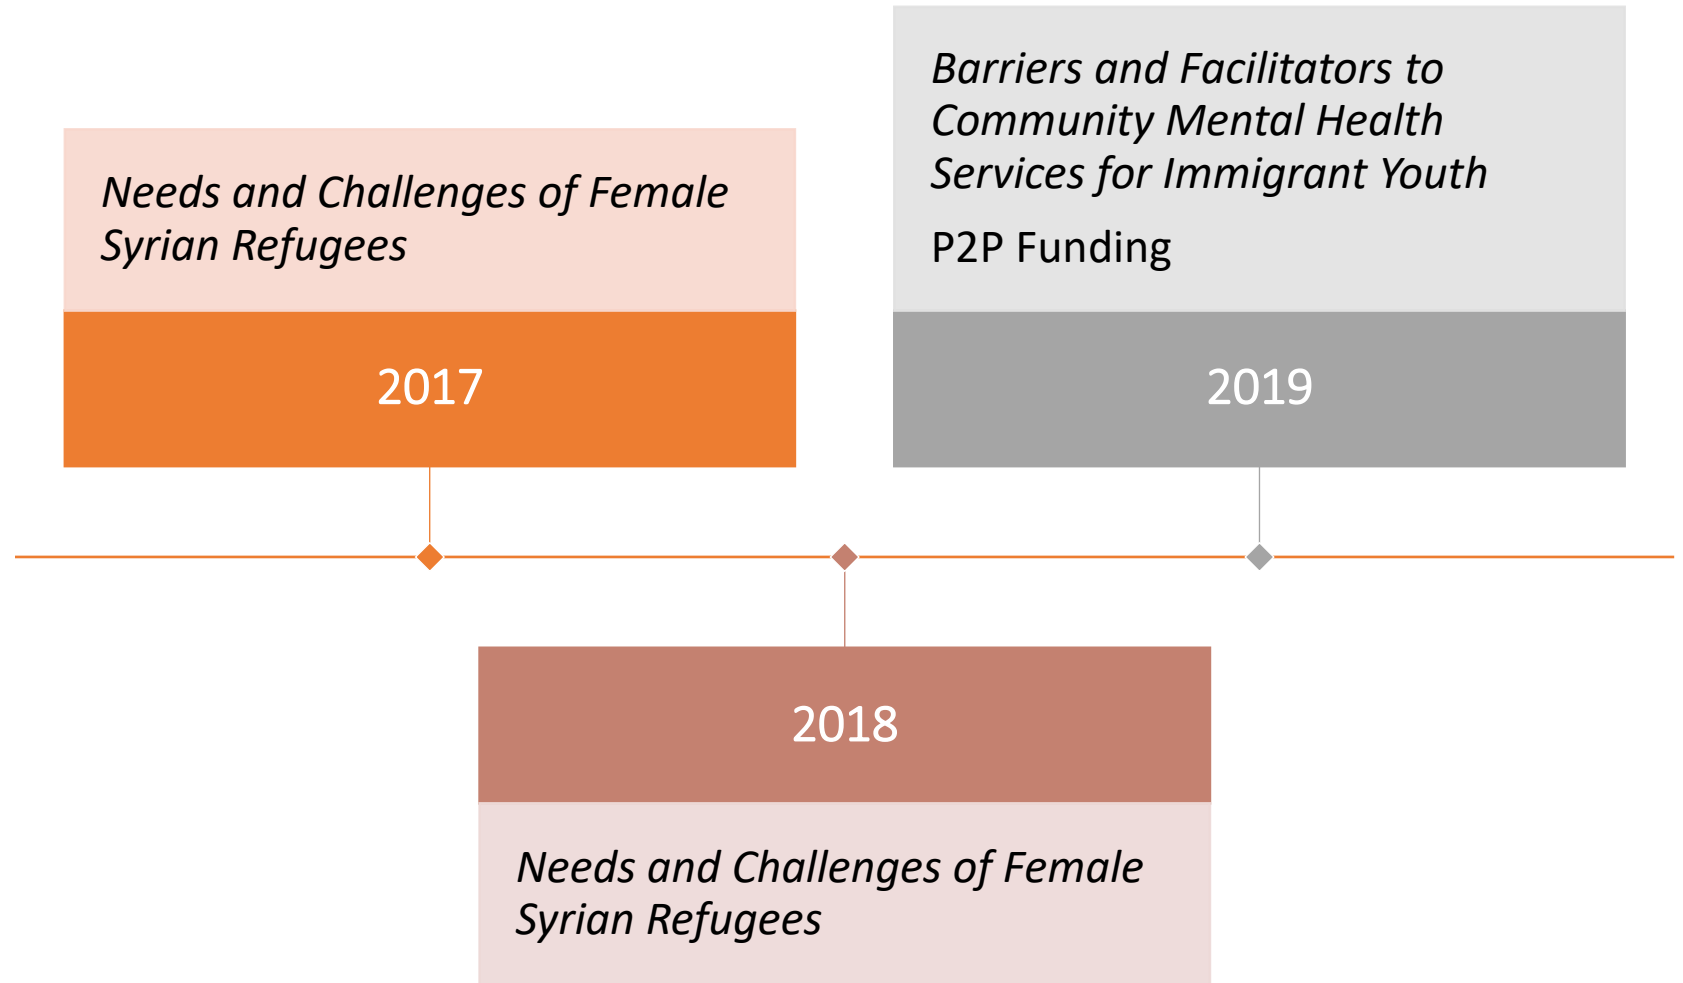 Needs and Challenges of Female
Syrian Refugees
2017
Barriers and Facilitators to
Community Mental Health
Services for Immigrant Youth
P2P Funding
2019
2018
Needs and Challenges of Female
Syrian Refugees